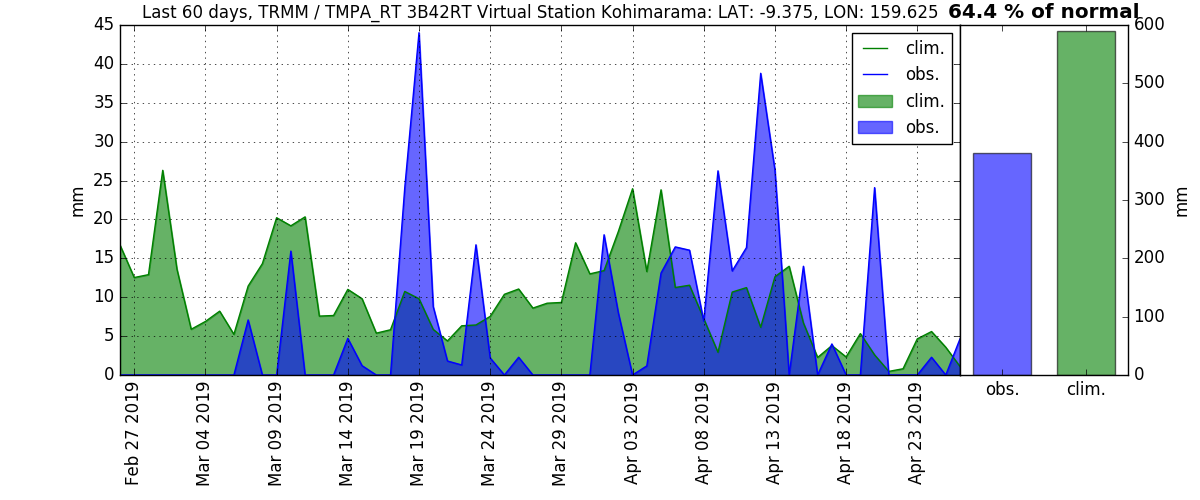 Last 60 days, TRMM / TMPA_RT 3B42RT Virtual Station Kohimarama: LAT: -9.375, LON: 159.625
64.4 % of normal
45
40
35
30
25
20
15
10
5
0
mm
clim.
obs.
clim.
obs.
Feb 27 2019
Mar 04 2019
Mar 09 2019
Mar 14 2019
Mar 19 2019
Mar 24 2019
Mar 29 2019
Apr 03 2019
Apr 08 2019
Apr 13 2019
Apr 18 2019
Apr 23 2019
600
500
400
300
200
100
0
mm
obs.
clim.